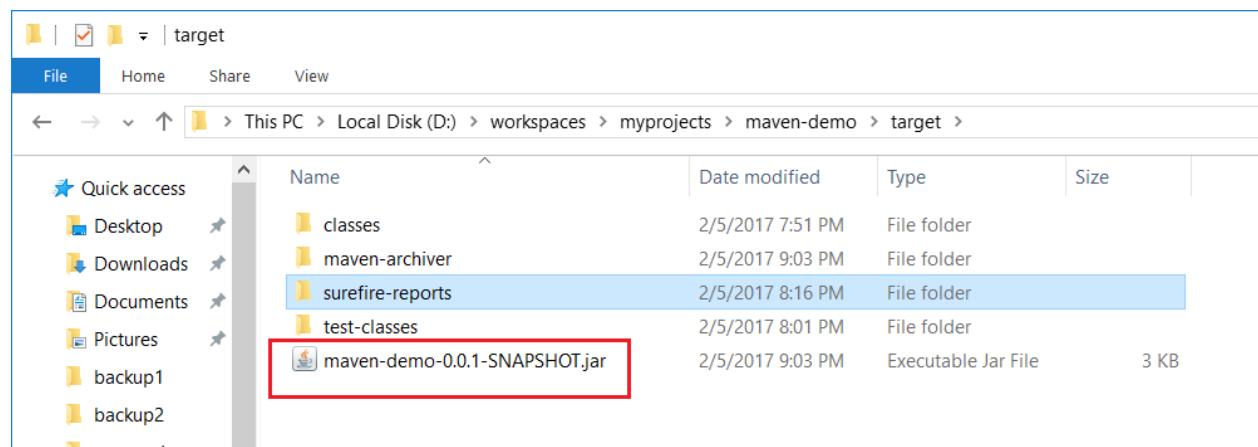 target
File Home Share View
This PC > Local Disk (D:) > workspaces > myprojects > maven-demo > target >
Name Date modified Type Size
Quick access
Desktop
Downloads
Documents
Pictures
backup1
backup2
classes 2/5/2017 7:51 PM File folder
maven-archiver 2/5/2017 9:03 PM File folder
surefire-reports 2/5/2017 8:16 PM File folder
test-classes 2/5/2017 8:01 PM File folder
maven-demo-0.0.1-SNAPSHOT.jar 2/5/2017 9:03 PM Executable Jar File 3 KB